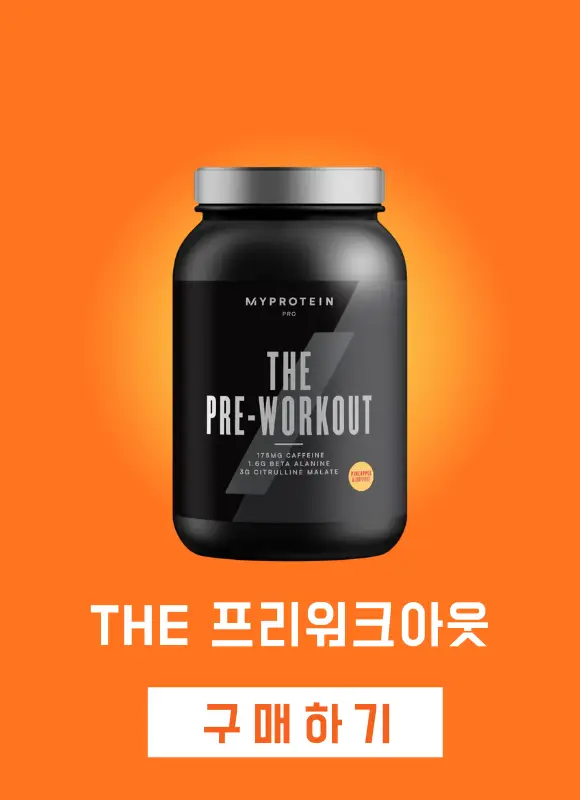 MYPROTEIN
PRO
THE
PRE-WORKOUT
175MG CAFFEINE
1.6G BETA ALANINE
3G CITRULLINE MALATE
THE 프리워크아웃
구매하기